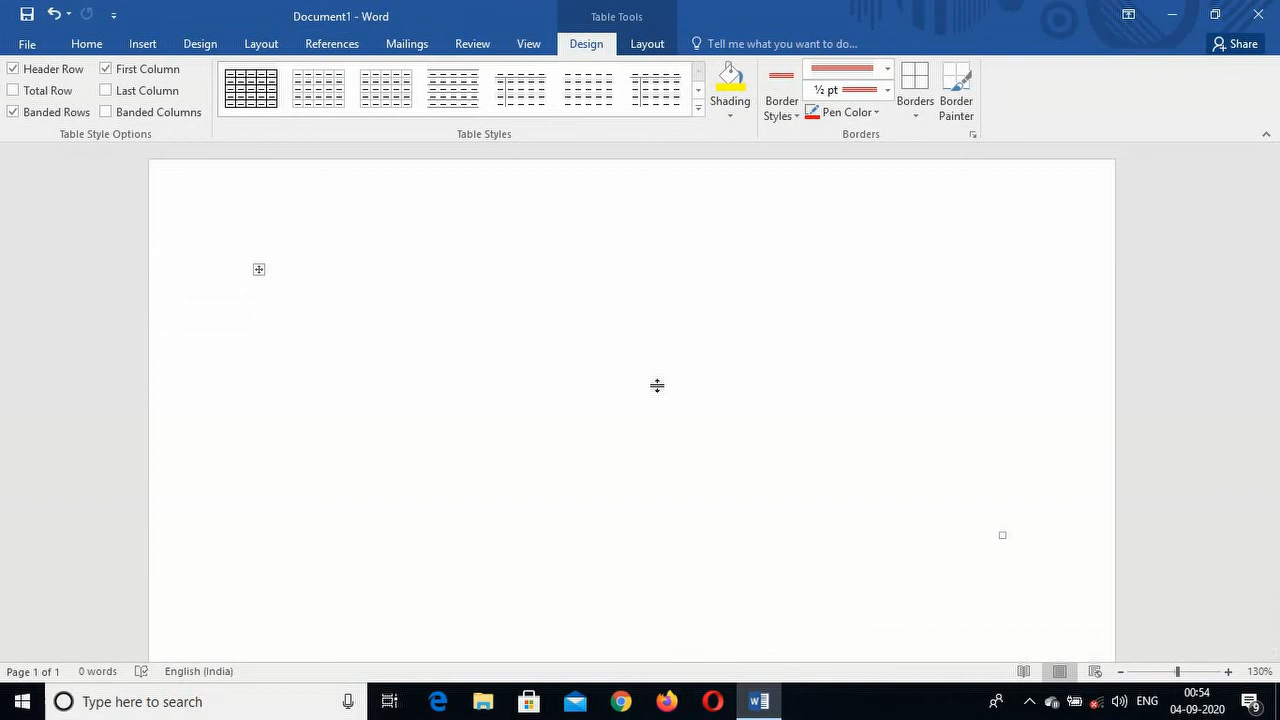 Document1 - Word
Table Tools
File Home Insert Design Layout References Mailings Review View Design Layout Tell me what you want to do... Share
Header Row First Column
Total Row Last Column
Banded Rows Banded Columns
Table Style Options
Table Styles
Shading
Border Styles
½ pt
Pen Color
Borders
Border Painter
Borders
Page 1 of 1 0 words English (India) 130%
Type here to search
ENG
00:54
04-09-2020
9